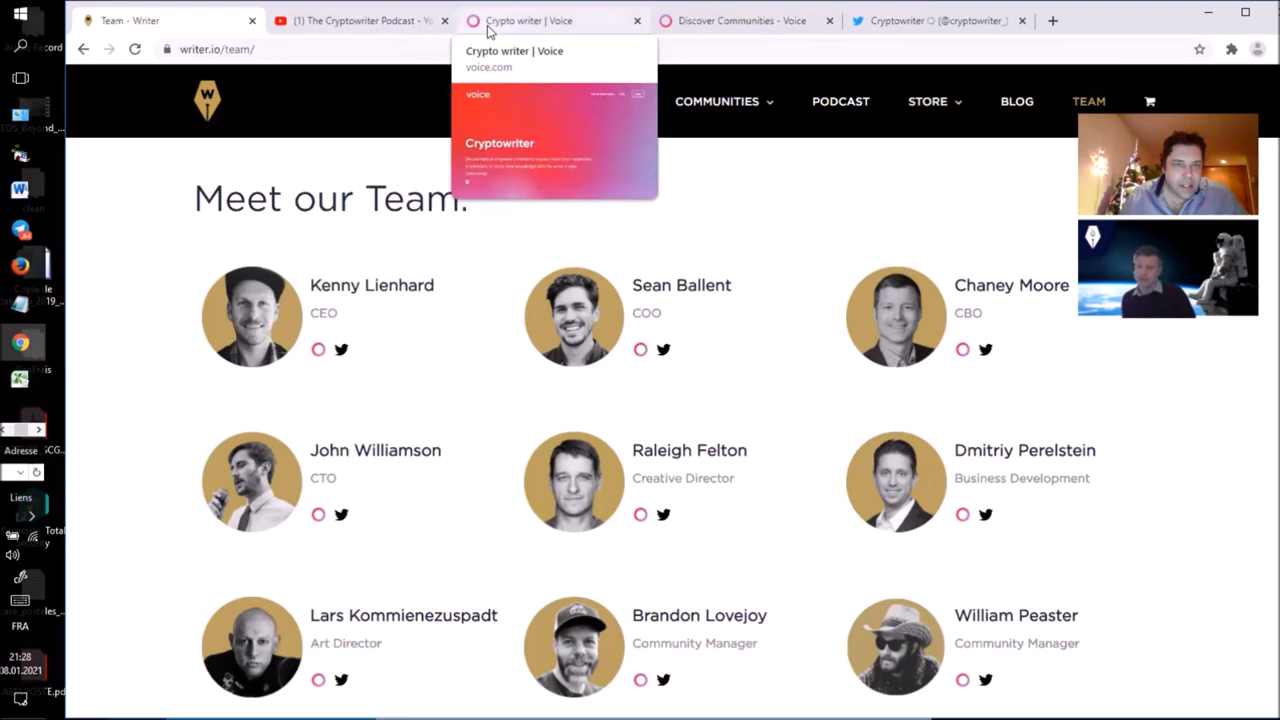 Team - Writer
(1) The Cryptowriter Podcast - Yo
Crypto writer | Voice
Discover Communities - Voice
Cryptowriter
(@cryptowriter_)
writer.io/team/
Crypto writer | Voice
voice.com
voice
Cryptowriter
W
COMMUNITIES
PODCAST
STORE
BLOG
TEAM
Meet our Team.
Kenny Lienhard
CEO
Sean Ballent
COO
Chaney Moore
CBO
John Williamson
CTO
Raleigh Felton
Creative Director
Dmitriy Perelstein
Business Development
Lars Kommienezuspadt
Art Director
Brandon Lovejoy
Community Manager
William Peaster
Community Manager
Adresse
Liens
FRA
21:28
08.01.2021